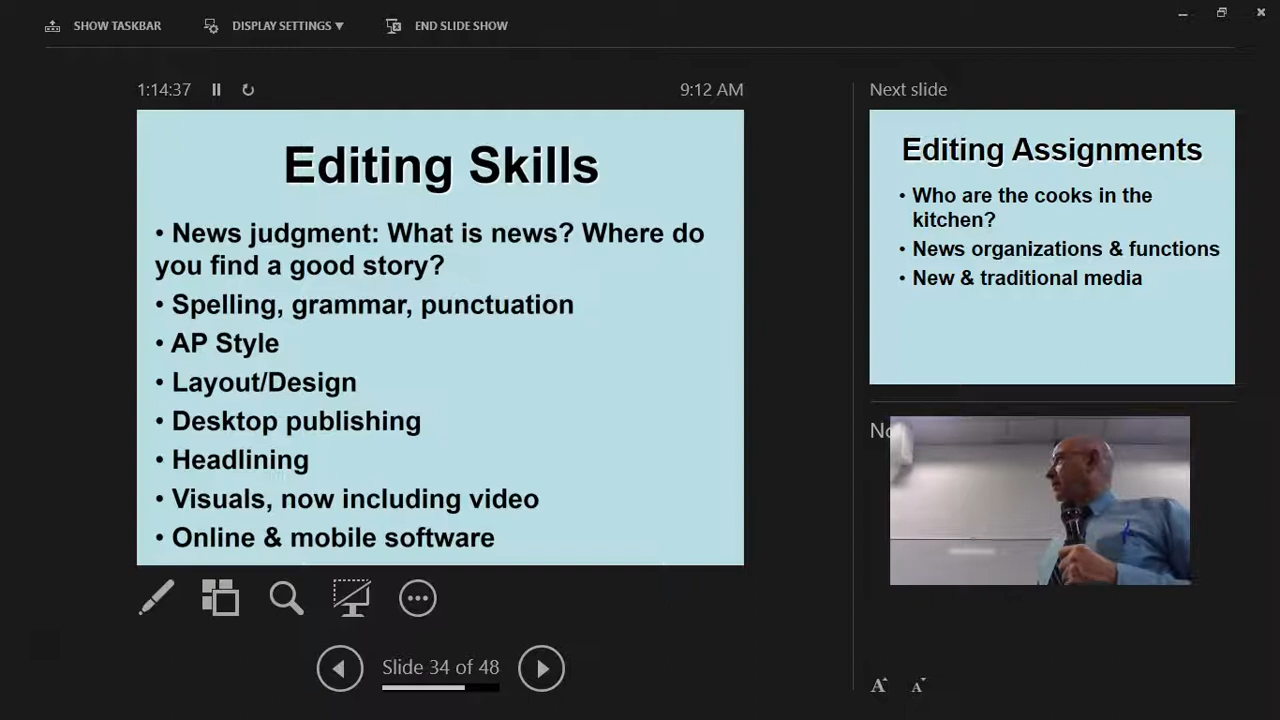 SHOW TASKBAR DISPLAY SETTINGS ▼ END SLIDE SHOW
1:14:37 9:12 AM
Editing Skills
• News judgment: What is news? Where do
you find a good story?
• Spelling, grammar, punctuation
• AP Style
• Layout/Design
• Desktop publishing
• Headlining
• Visuals, now including video
• Online & mobile software
Slide 34 of 48
Next slide
Editing Assignments
• Who are the cooks in the
kitchen?
• News organizations & functions
• New & traditional media
A A